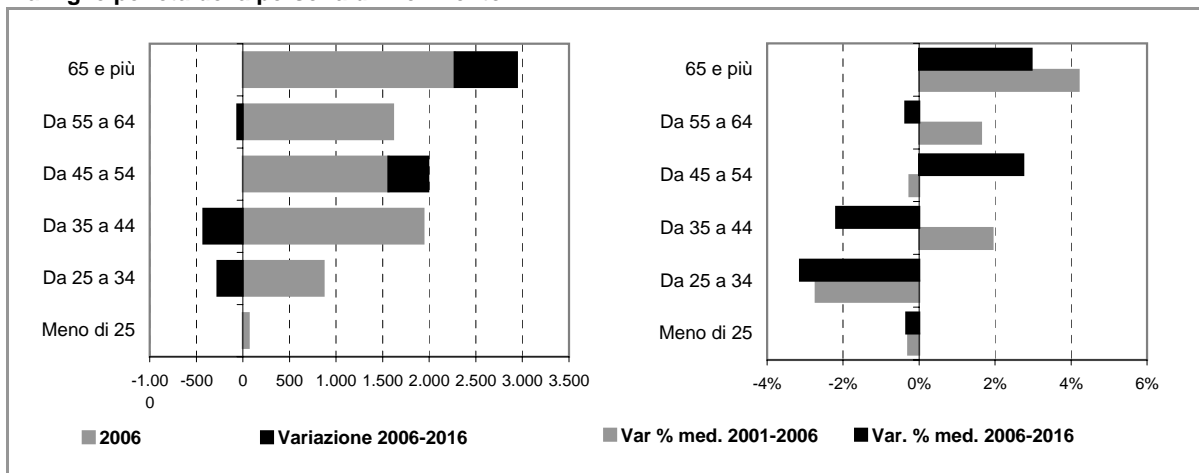 65 e più
Da 55 a 64
Da 45 a 54
Da 35 a 44
Da 25 a 34
Meno di 25
-1.000 -500 0 500 1.000 1.500 2.000 2.500 3.000 3.500
2006 Variazione 2006-2016
65 e più
Da 55 a 64
Da 45 a 54
Da 35 a 44
Da 25 a 34
Meno di 25
-4% -2% 0% 2% 4% 6%
Var % med. 2001-2006 Var. % med. 2006-2016